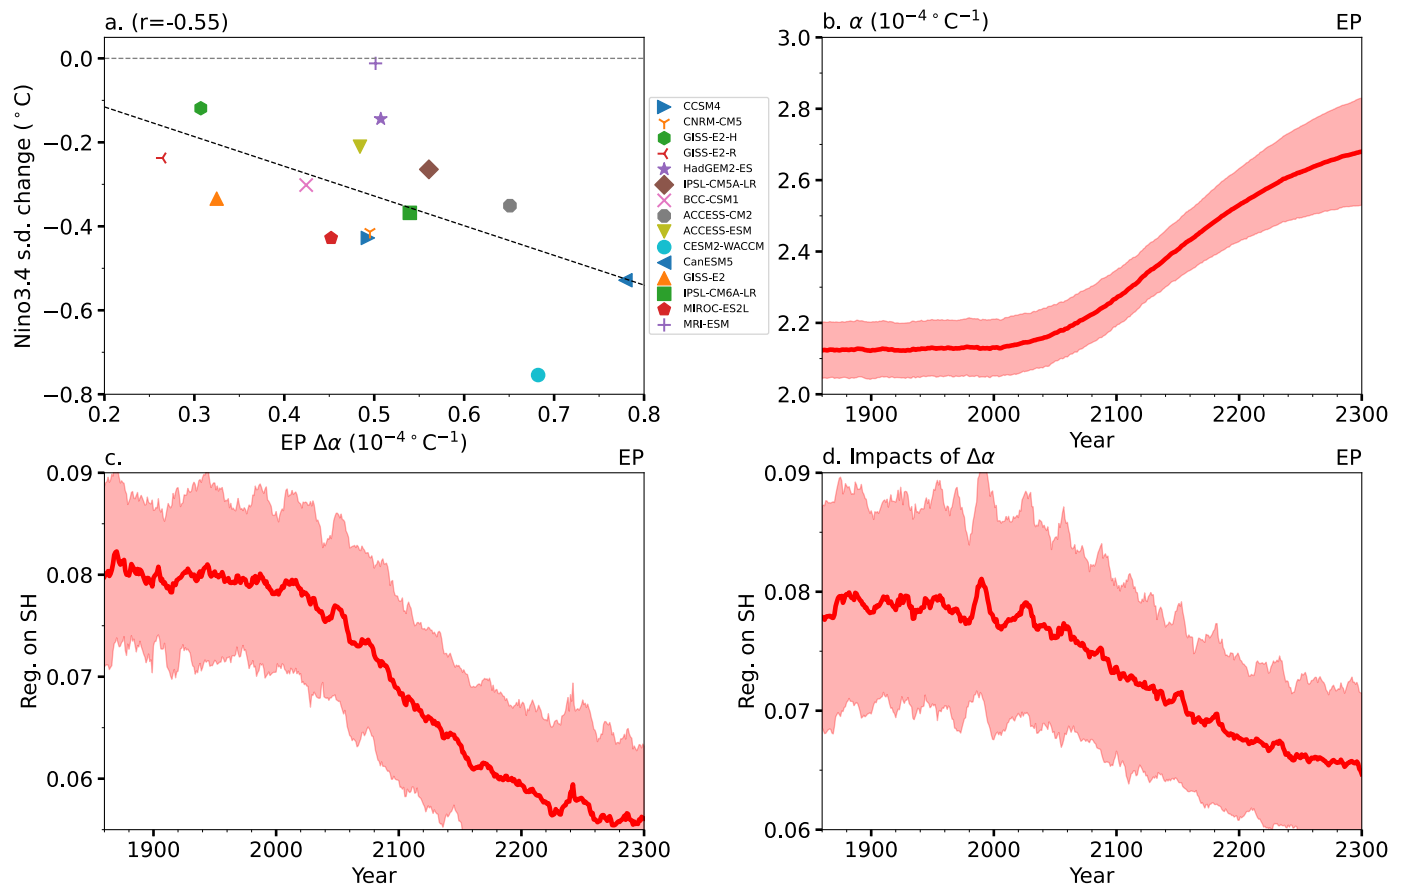 a. (r=-0.55)
Nino3.4 s.d. change (°C)
0.0
−0.2
−0.4
−0.6
−0.8
0.2 0.3 0.4 0.5 0.6 0.7 0.8
EP Δα (10⁻⁴°C⁻¹)
CCSM4
CNRM-CM5
GISS-E2-H
GISS-E2-R
HadGEM2-ES
IPSL-CM5A-LR
BCC-CSM1
ACCESS-CM2
ACCESS-ESM
CESM2-WACCM
CanESM5
GISS-E2
IPSL-CM6A-LR
MIROC-ES2L
MRI-ESM
b. α (10⁻⁴°C⁻¹) EP
3.0
2.8
2.6
2.4
2.2
2.0
1900 2000 2100 2200 2300
Year
c. EP
Reg. on SH
0.09
0.08
0.07
0.06
1900 2000 2100 2200 2300
Year
d. Impacts of Δα EP
Reg. on SH
0.09
0.08
0.07
0.06
1900 2000 2100 2200 2300
Year